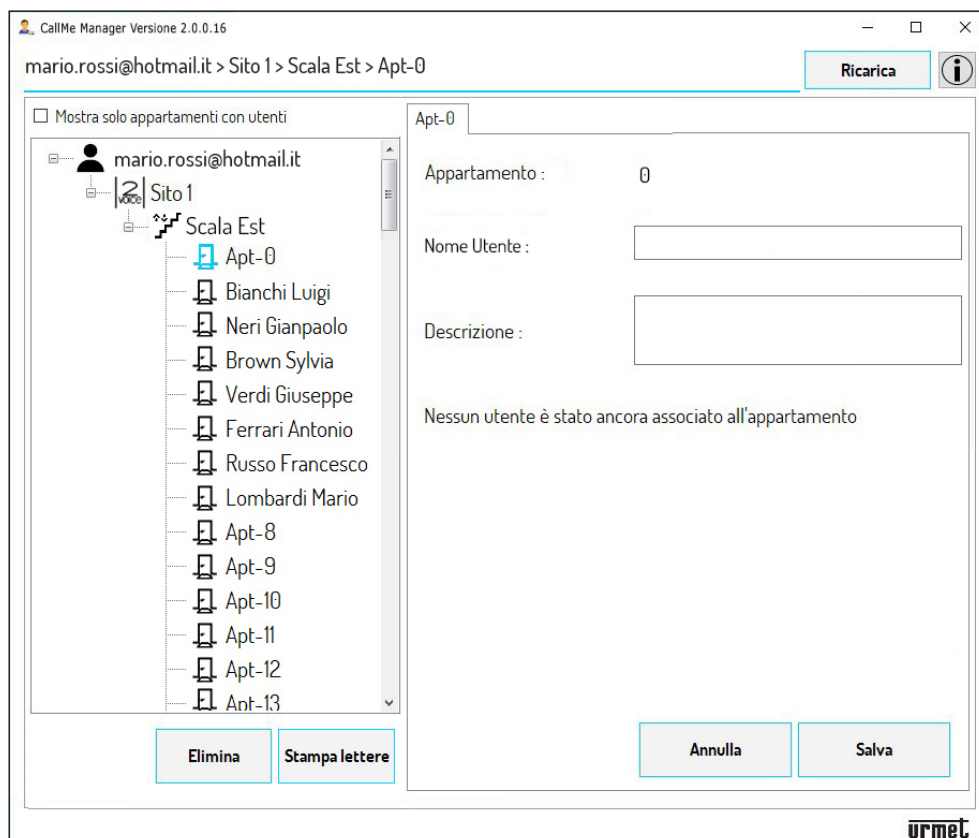 CallMe Manager Versione 2.0.0.16
mario.rossi@hotmail.it > Sito 1 > Scala Est > Apt-0
Ricarica
Mostra solo appartamenti con utenti
mario.rossi@hotmail.it
2 VOICE Sito 1
Scala Est
Apt-0
Bianchi Luigi
Neri Gianpaolo
Brown Sylvia
Verdi Giuseppe
Ferrari Antonio
Russo Francesco
Lombardi Mario
Apt-8
Apt-9
Apt-10
Apt-11
Apt-12
Apt-13
Elimina
Stampa lettere
Apt-0
Appartamento : 0
Nome Utente :
Descrizione :
Nessun utente è stato ancora associato all'appartamento
Annulla
Salva
urmet